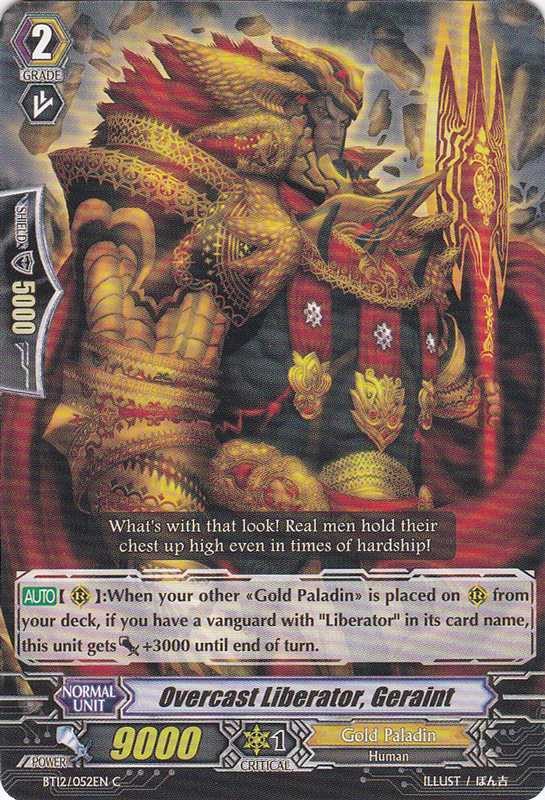 2
GRADE
SHIELD
5000
What's with that look! Real men hold their
chest up high even in times of hardship!
AUTO [ R ]:When your other «Gold Paladin» is placed on R from
your deck, if you have a vanguard with "Liberator" in its card name,
this unit gets +3000 until end of turn.
NORMAL
UNIT
Overcast Liberator, Geraint
POWER
9000
1
CRITICAL
Gold Paladin
Human
BT12/052EN C
ILLUST / ぽん吉